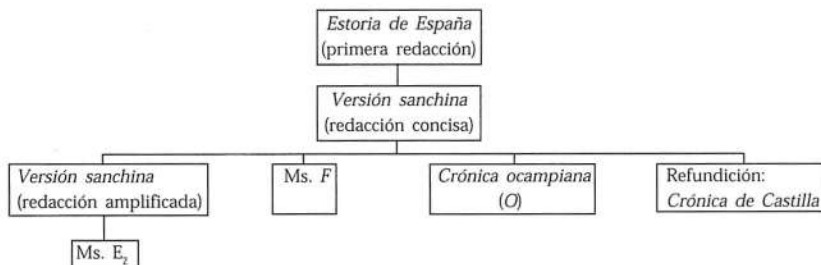 Estoria de España
(primera redacción)
Versión sanchina
(redacción concisa)
Versión sanchina
(redacción amplificada)
Ms. F
Crónica ocampiana
(O)
Refundición:
Crónica de Castilla
Ms. E₂